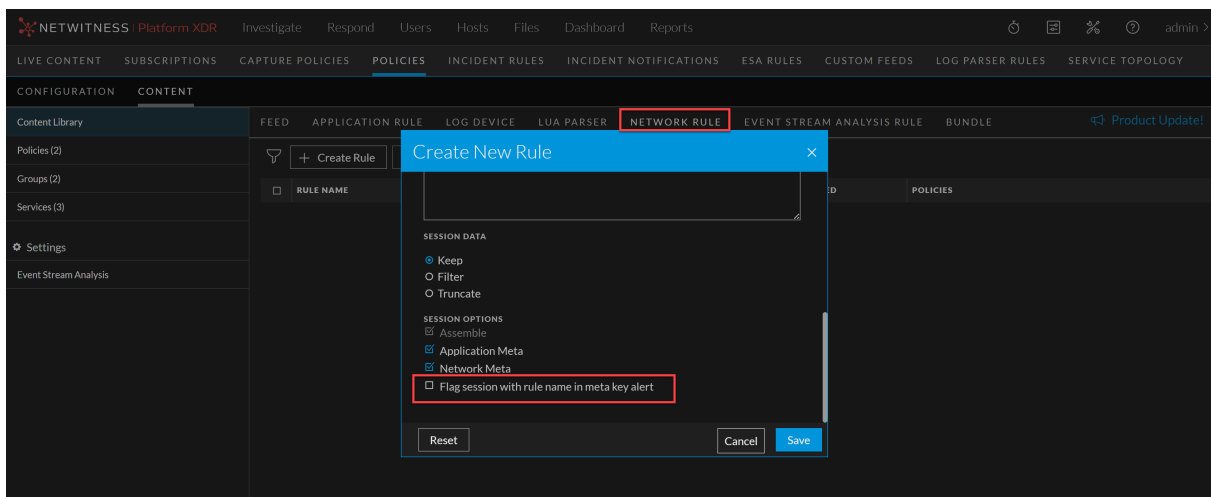 NETWITNESS Platform XDR Investigate Respond Users Hosts Files Dashboard Reports admin
LIVE CONTENT SUBSCRIPTIONS CAPTURE POLICIES POLICIES INCIDENT RULES INCIDENT NOTIFICATIONS ESA RULES CUSTOM FEEDS LOG PARSER RULES SERVICE TOPOLOGY
CONFIGURATION CONTENT
Content Library
Policies (2)
Groups (2)
Services (3)
Settings
Event Stream Analysis
FEED APPLICATION RULE LOG DEVICE LUA PARSER NETWORK RULE EVENT STREAM ANALYSIS RULE BUNDLE Product Update!
+ Create Rule
RULE NAME ED POLICIES
Create New Rule
SESSION DATA
Keep
Filter
Truncate
SESSION OPTIONS
Assemble
Application Meta
Network Meta
Flag session with rule name in meta key alert
Reset Cancel Save